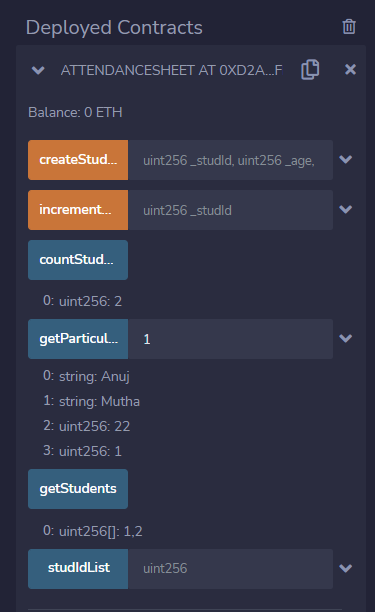 Deployed Contracts
ATTENDANCESHEET AT 0XD2A...F
Balance: 0 ETH
createStud... uint256 _studId, uint256 _age,
increment... uint256 _studId
countStud...
0: uint256: 2
getParticul... 1
0: string: Anuj
1: string: Mutha
2: uint256: 22
3: uint256: 1
getStudents
0: uint256[]: 1,2
studIdList uint256